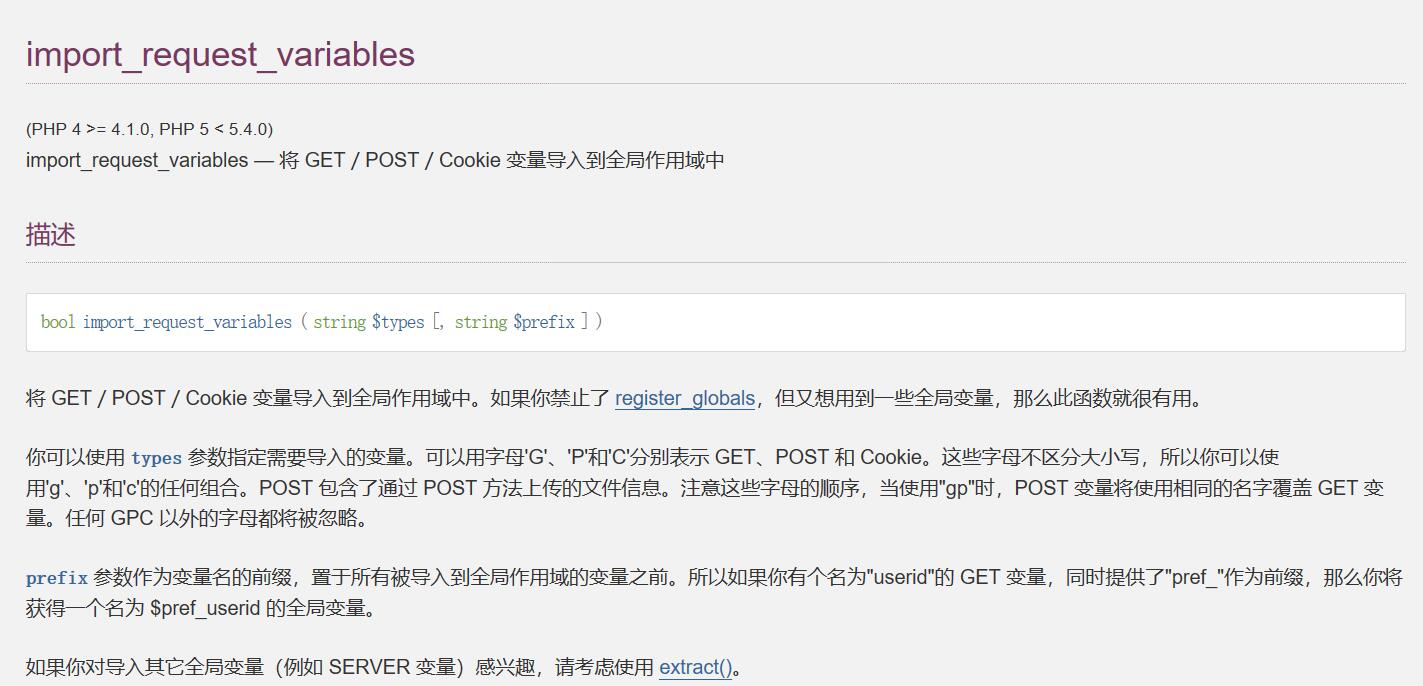 import_request_variables
(PHP 4 >= 4.1.0, PHP 5 < 5.4.0)
import_request_variables — 将 GET / POST / Cookie 变量导入到全局作用域中
描述
bool import_request_variables ( string $types [, string $prefix ] )
将 GET / POST / Cookie 变量导入到全局作用域中。如果你禁止了 register_globals，但又想用到一些全局变量，那么此函数就很有用。
你可以使用 types 参数指定需要导入的变量。可以用字母'G'、'P'和'C'分别表示 GET、POST 和 Cookie。这些字母不区分大小写，所以你可以使
用'g'、'p'和'c'的任何组合。POST 包含了通过 POST 方法上传的文件信息。注意这些字母的顺序，当使用"gp"时，POST 变量将使用相同的名字覆盖 GET 变
量。任何 GPC 以外的字母都将被忽略。
prefix 参数作为变量名的前缀，置于所有被导入到全局作用域的变量之前。所以如果你有个名为"userid"的 GET 变量，同时提供了"pref_"作为前缀，那么你将
获得一个名为 $pref_userid 的全局变量。
如果你对导入其它全局变量（例如 SERVER 变量）感兴趣，请考虑使用 extract()。